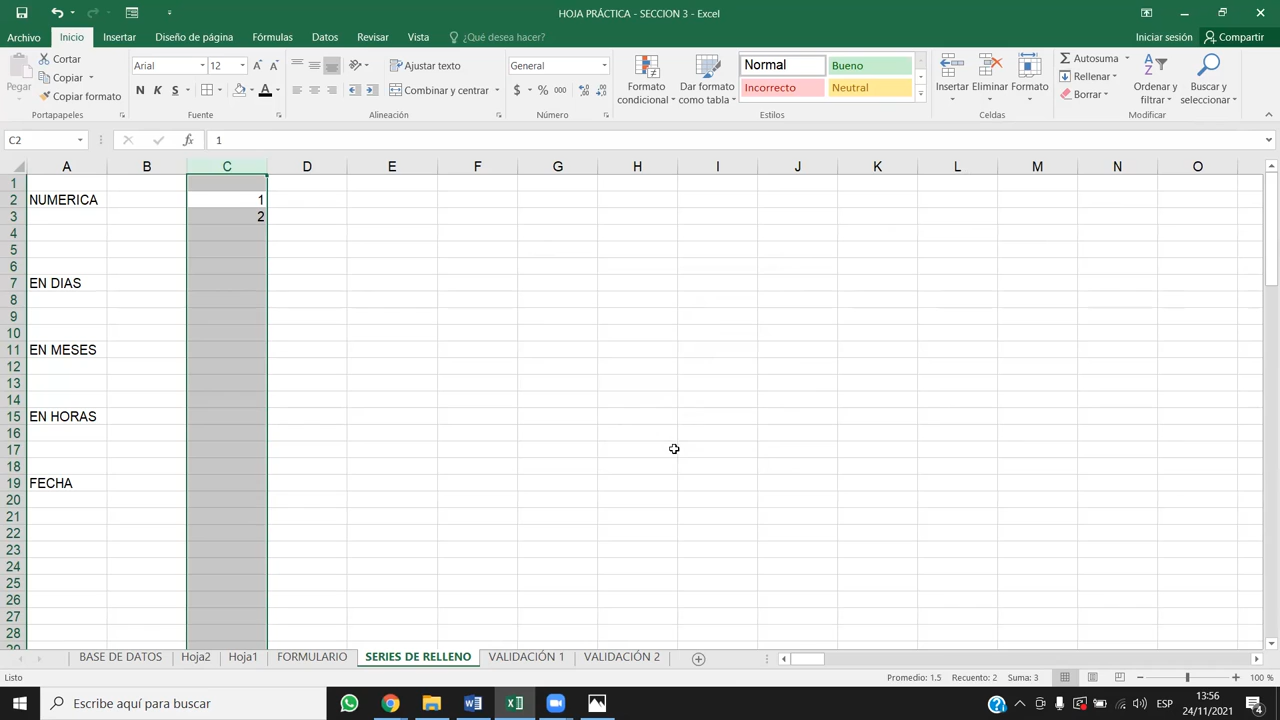 HOJA PRÁCTICA - SECCION 3 - Excel
Archivo Inicio Insertar Diseño de página Fórmulas Datos Revisar Vista ¿Qué desea hacer? Iniciar sesión Compartir
Pegar
Cortar
Copiar
Copiar formato
Portapapeles
Arial 12
N K S A
Fuente
Ajustar texto
Combinar y centrar
Alineación
General
$ % 000
Número
Formato condicional
Dar formato como tabla
Normal Bueno
Incorrecto Neutral
Estilos
Insertar Eliminar Formato
Celdas
Autosuma
Rellenar
Borrar
Ordenar y filtrar
Buscar y seleccionar
Modificar
C2 fx 1
A B C D E F G H I J K L M N O
1
2 NUMERICA 1
3 2
4
5
6
7 EN DIAS
8
9
10
11 EN MESES
12
13
14
15 EN HORAS
16
17
18
19 FECHA
20
21
22
23
24
25
26
27
28
BASE DE DATOS Hoja2 Hoja1 FORMULARIO SERIES DE RELLENO VALIDACIÓN 1 VALIDACIÓN 2
Listo Promedio: 1.5 Recuento: 2 Suma: 3 100 %
Escribe aquí para buscar ESP 13:56
24/11/2021